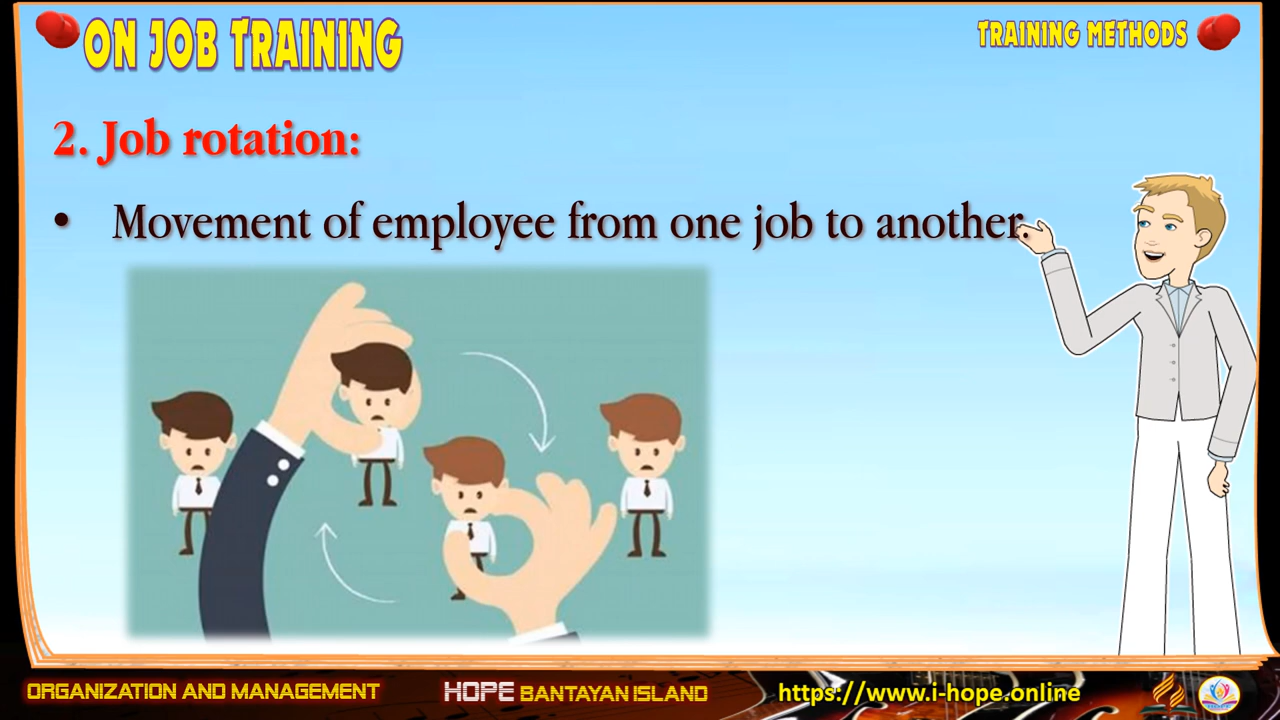 ON JOB TRAINING
TRAINING METHODS
2. Job rotation:
• Movement of employee from one job to another.
ORGANIZATION AND MANAGEMENT
HOPE BANTAYAN ISLAND
https://www.i-hope.online